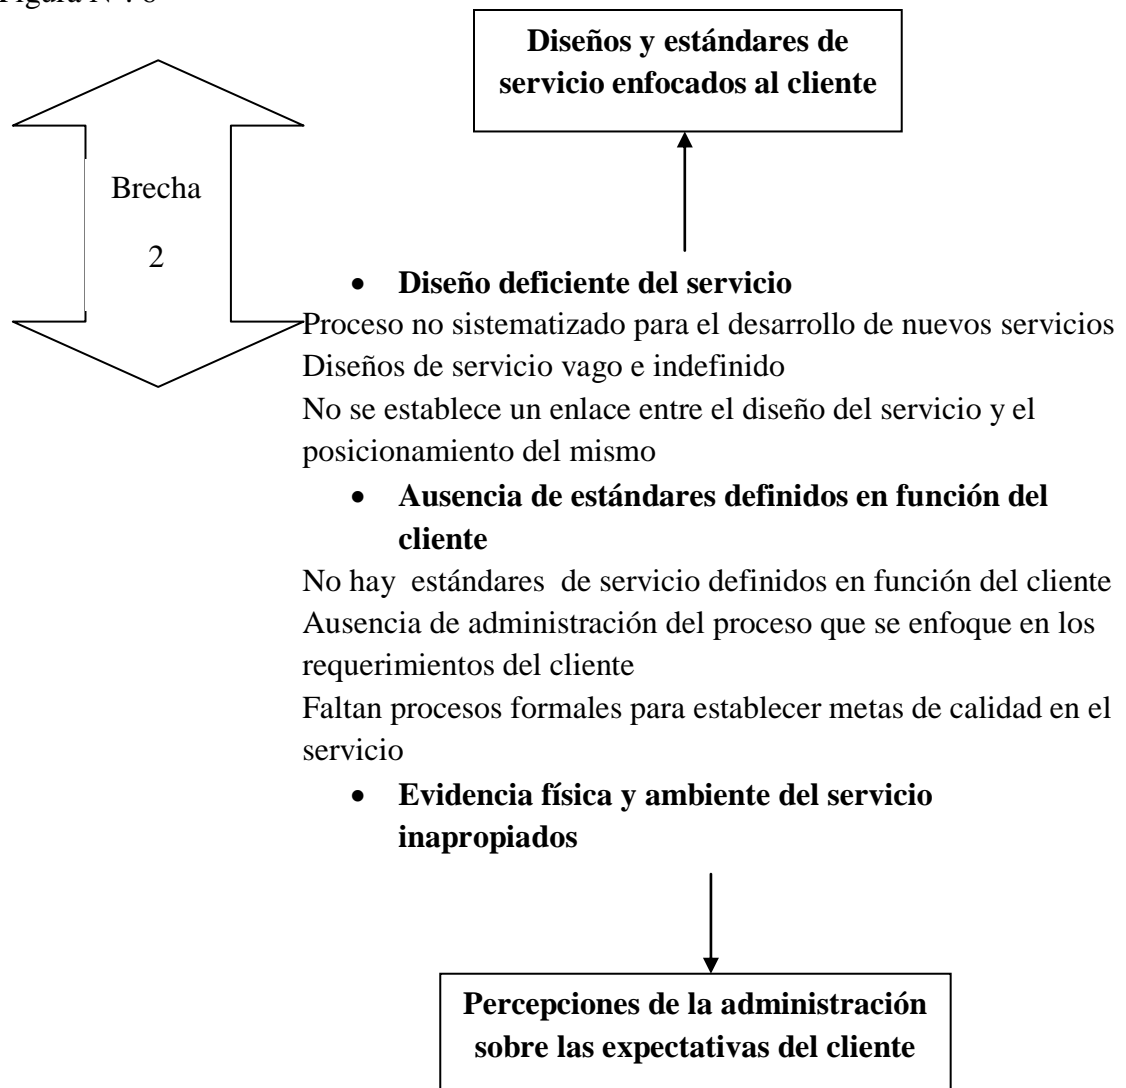 Figura Nº. 6
Diseños y estándares de
servicio enfocados al cliente
Brecha
2
• Diseño deficiente del servicio
Proceso no sistematizado para el desarrollo de nuevos servicios
Diseños de servicio vago e indefinido
No se establece un enlace entre el diseño del servicio y el
posicionamiento del mismo
• Ausencia de estándares definidos en función del
cliente
No hay estándares de servicio definidos en función del cliente
Ausencia de administración del proceso que se enfoque en los
requerimientos del cliente
Faltan procesos formales para establecer metas de calidad en el
servicio
• Evidencia física y ambiente del servicio
inapropiados
Percepciones de la administración
sobre las expectativas del cliente